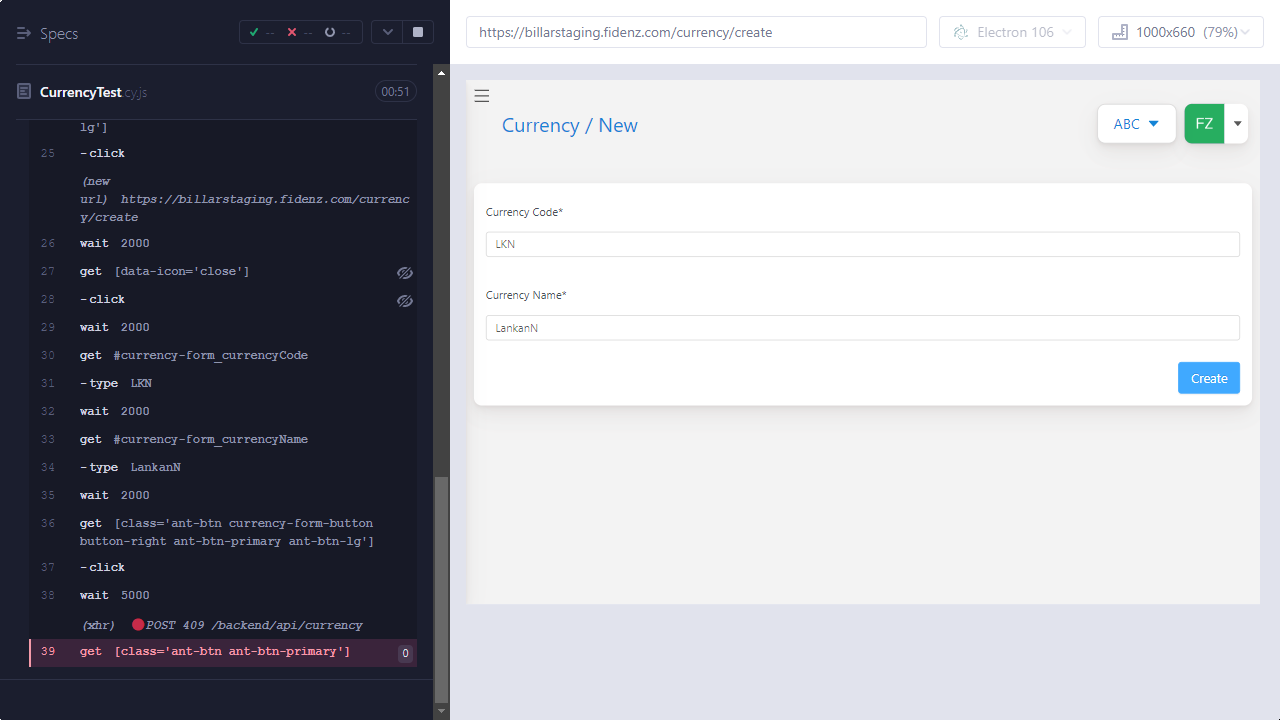 Specs
-- -- --
CurrencyTest.cy.js
00:51
lg']
25 -click
(new
url) https://billarstaging.fidenz.com/currenc
y/create
26 wait 2000
27 get [data-icon='close']
28 -click
29 wait 2000
30 get #currency-form_currencyCode
31 -type LKN
32 wait 2000
33 get #currency-form_currencyName
34 -type LankanN
35 wait 2000
36 get [class='ant-btn currency-form-button
button-right ant-btn-primary ant-btn-lg']
37 -click
38 wait 5000
(xhr) POST 409 /backend/api/currency
39 get [class='ant-btn ant-btn-primary'] 0
https://billarstaging.fidenz.com/currency/create
Electron 106
1000x660 (79%)
Currency / New
ABC
FZ
Currency Code*
LKN
Currency Name*
LankanN
Create